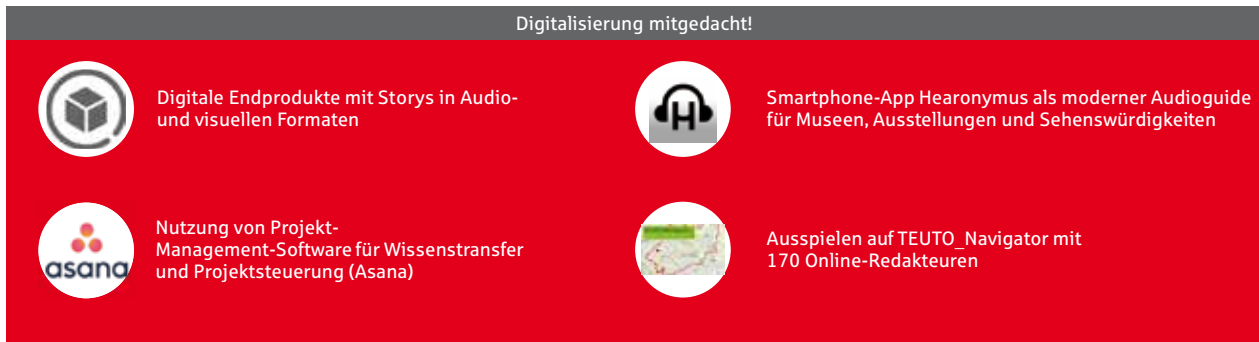 Digitalisierung mitgedacht!
Digitale Endprodukte mit Storys in Audio-
und visuellen Formaten
H
Smartphone-App Hearonymus als moderner Audioguide
für Museen, Ausstellungen und Sehenswürdigkeiten
asana
Nutzung von Projekt-
Management-Software für Wissenstransfer
und Projektsteuerung (Asana)
Ausspielen auf TEUTO_Navigator mit
170 Online-Redakteuren